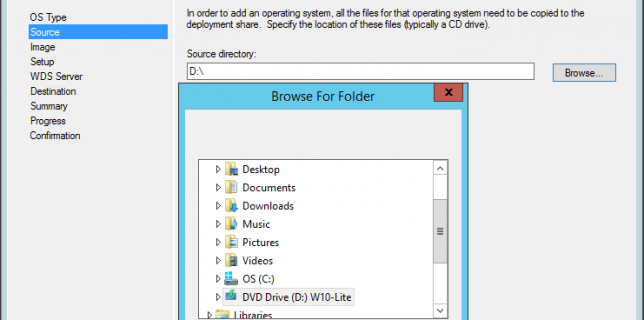 OS Type
Source
Image
Setup
WDS Server
Destination
Summary
Progress
Confirmation
In order to add an operating system, all the files for that operating system need to be copied to the
deployment share. Specify the location of these files (typically a CD drive).
Source directory:
D:\
Browse...
Browse For Folder
x
Desktop
Documents
Downloads
Music
Pictures
Videos
OS (C:)
DVD Drive (D:) W10-Lite
Libraries